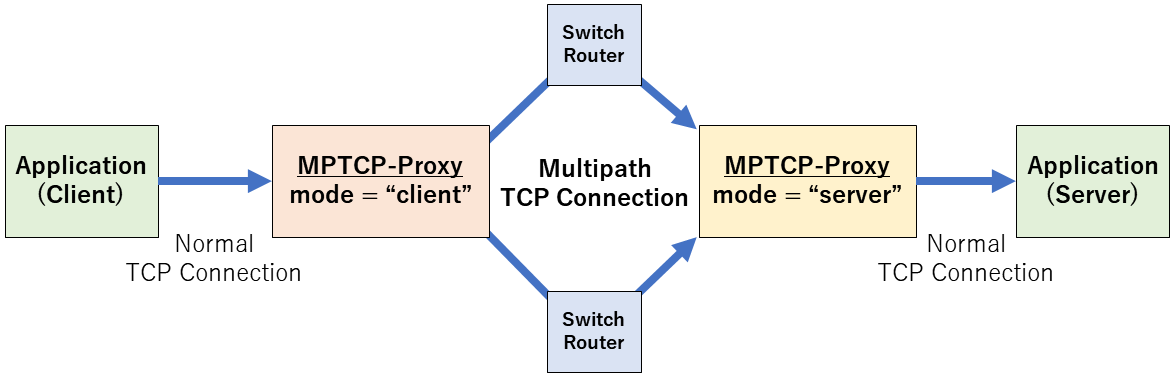 Switch
Router
Application
(Client)
Normal
TCP Connection
MPTCP-Proxy
mode = “client”
Multipath
TCP Connection
MPTCP-Proxy
mode = “server”
Normal
TCP Connection
Application
(Server)
Switch
Router